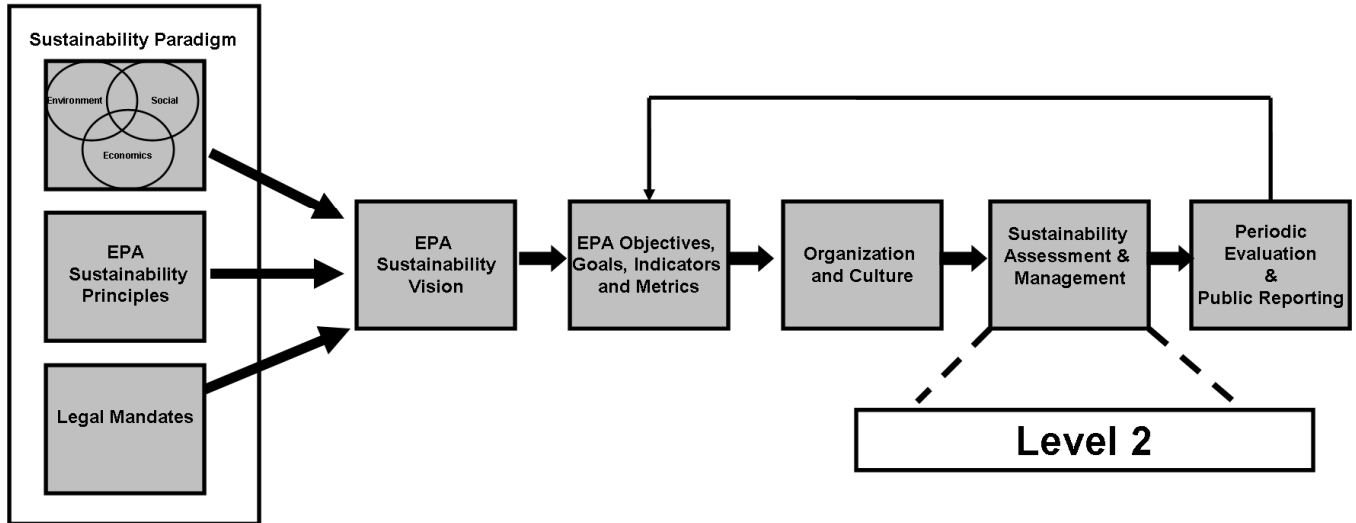 Sustainability Paradigm
Environment
Social
Economics
EPA
Sustainability
Principles
Legal Mandates
EPA
Sustainability
Vision
EPA Objectives,
Goals, Indicators
and Metrics
Organization
and Culture
Sustainability
Assessment &
Management
Periodic
Evaluation
&
Public Reporting
Level 2